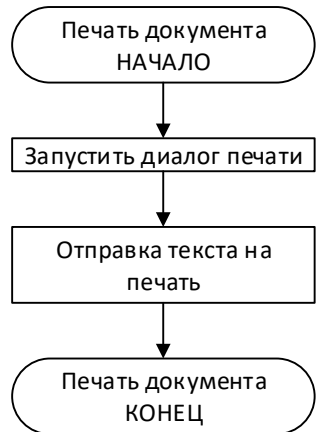 Печать документа
НАЧАЛО
Запустить диалог печати
Отправка текста на
печать
Печать документа
КОНЕЦ